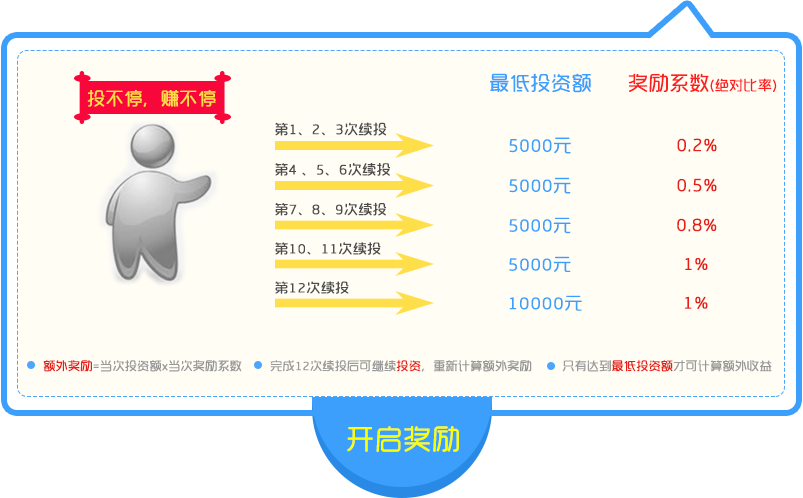 最低投资额 奖励系数(绝对比率)
投不停，赚不停
第1、2、3次续投 5000元 0.2%
第4 、5、6次续投 5000元 0.5%
第7、8、9次续投 5000元 0.8%
第10、11次续投 5000元 1%
第12次续投 10000元 1%
额外奖励=当次投资额x当次奖励系数 完成12次续投后可继续投资，重新计算额外奖励 只有达到最低投资额才可计算额外收益
开启奖励